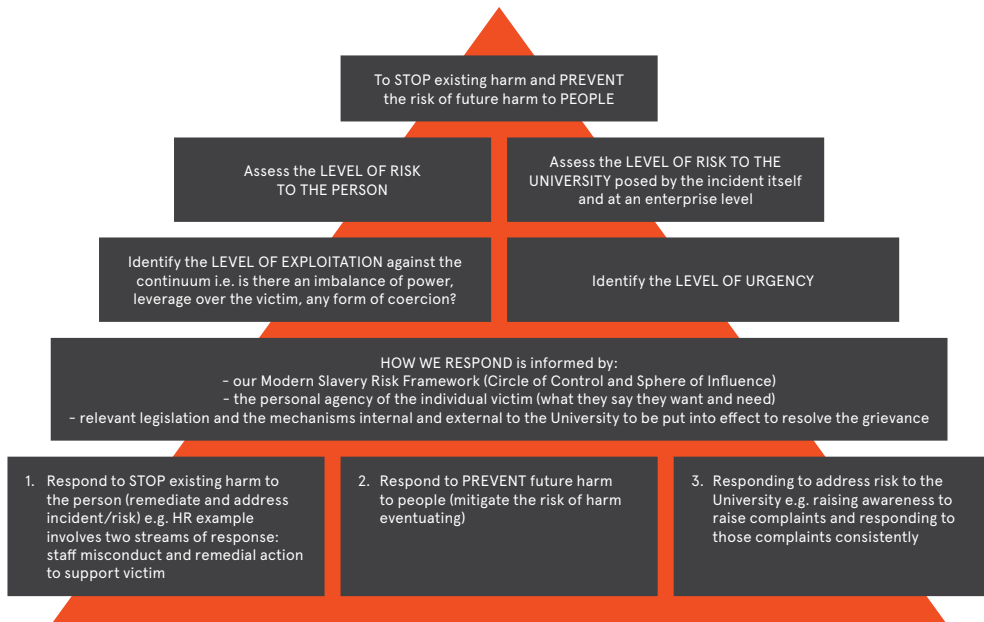 To STOP existing harm and PREVENT
the risk of future harm to PEOPLE
Assess the LEVEL OF RISK
TO THE PERSON
Assess the LEVEL OF RISK TO THE
UNIVERSITY posed by the incident itself
and at an enterprise level
Identify the LEVEL OF EXPLOITATION against the
continuum i.e. is there an imbalance of power,
leverage over the victim, any form of coercion?
Identify the LEVEL OF URGENCY
HOW WE RESPOND is informed by:
- our Modern Slavery Risk Framework (Circle of Control and Sphere of Influence)
- the personal agency of the individual victim (what they say they want and need)
- relevant legislation and the mechanisms internal and external to the University to be put into effect to resolve the grievance
1. Respond to STOP existing harm to
the person (remediate and address
incident/risk) e.g. HR example
involves two streams of response:
staff misconduct and remedial action
to support victim
2. Respond to PREVENT future harm
to people (mitigate the risk of harm
eventuating)
3. Responding to address risk to the
University e.g. raising awareness to
raise complaints and responding to
those complaints consistently